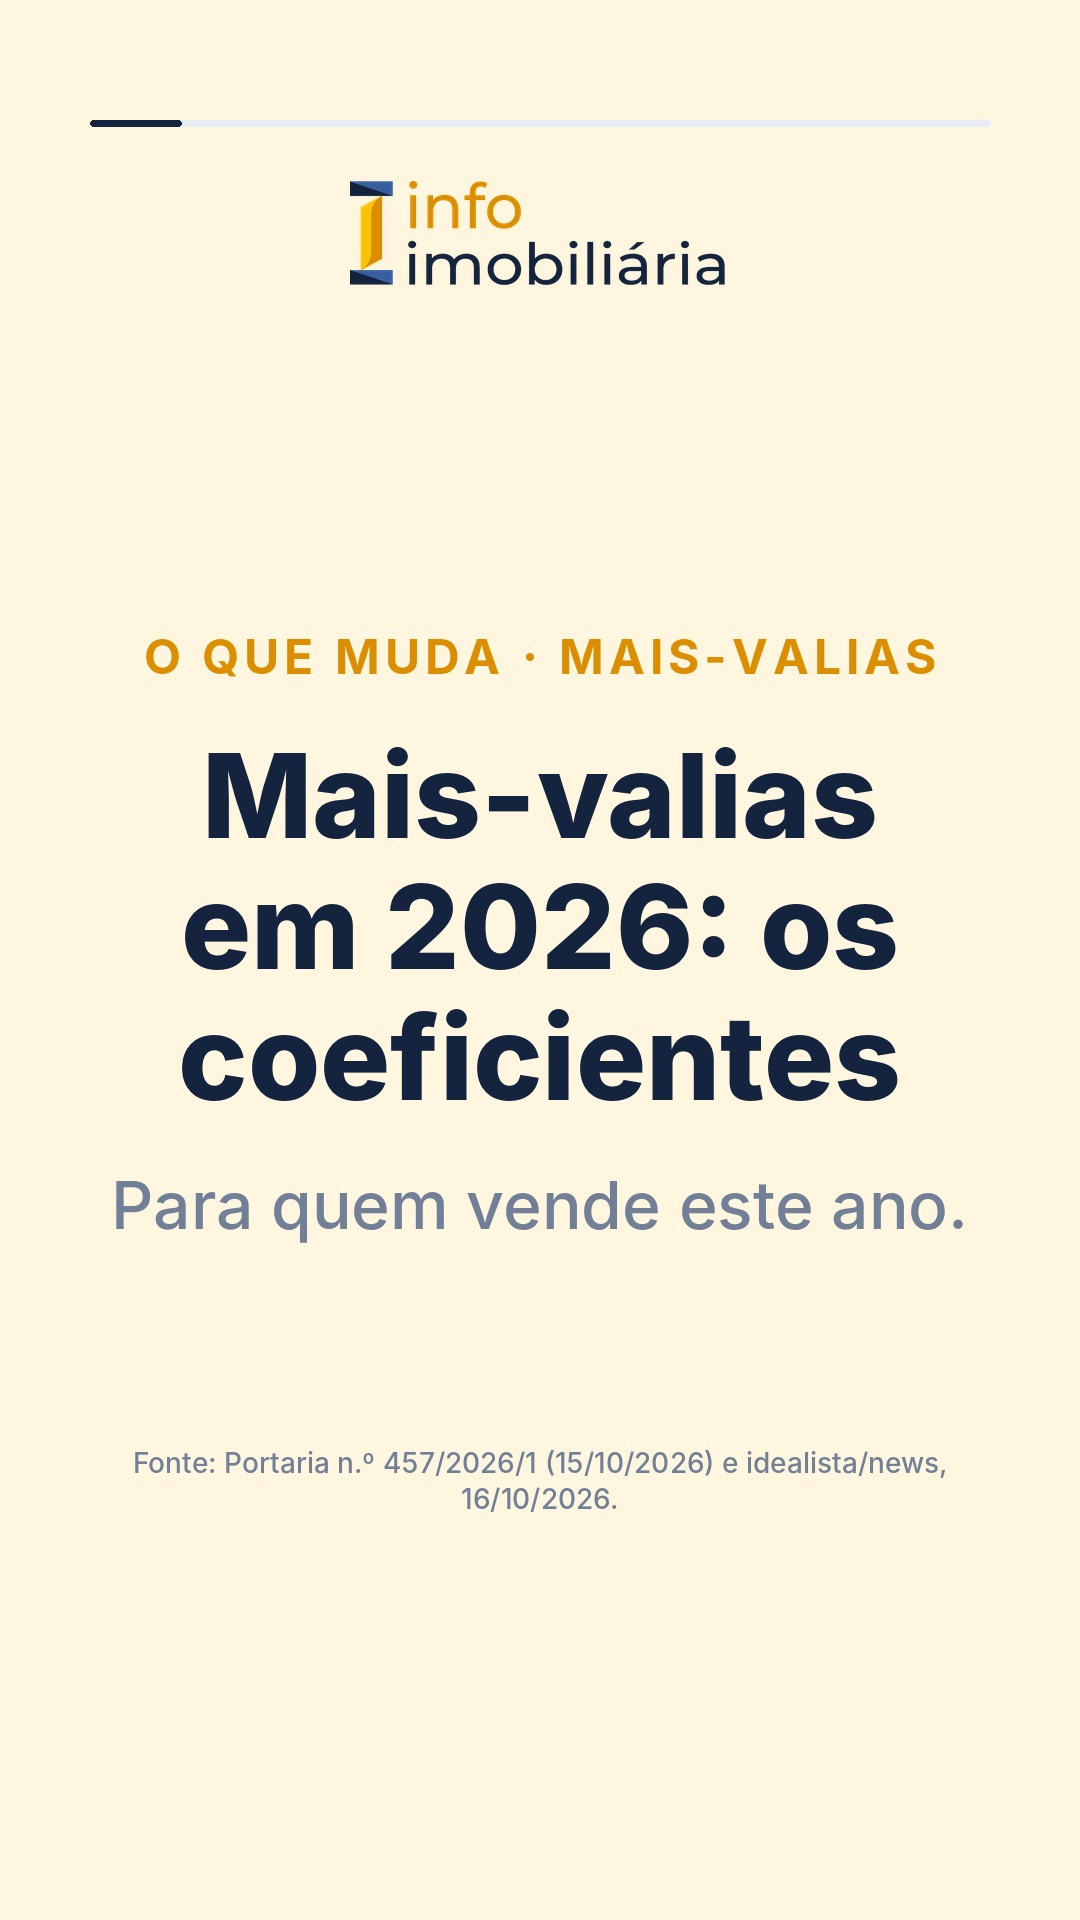 info
imobiliária
O QUE MUDA · MAIS-VALIAS
Mais-valias
em 2026: os
coeficientes
Para quem vende este ano.
Fonte: Portaria n.º 457/2026/1 (15/10/2026) e idealista/news,
16/10/2026.